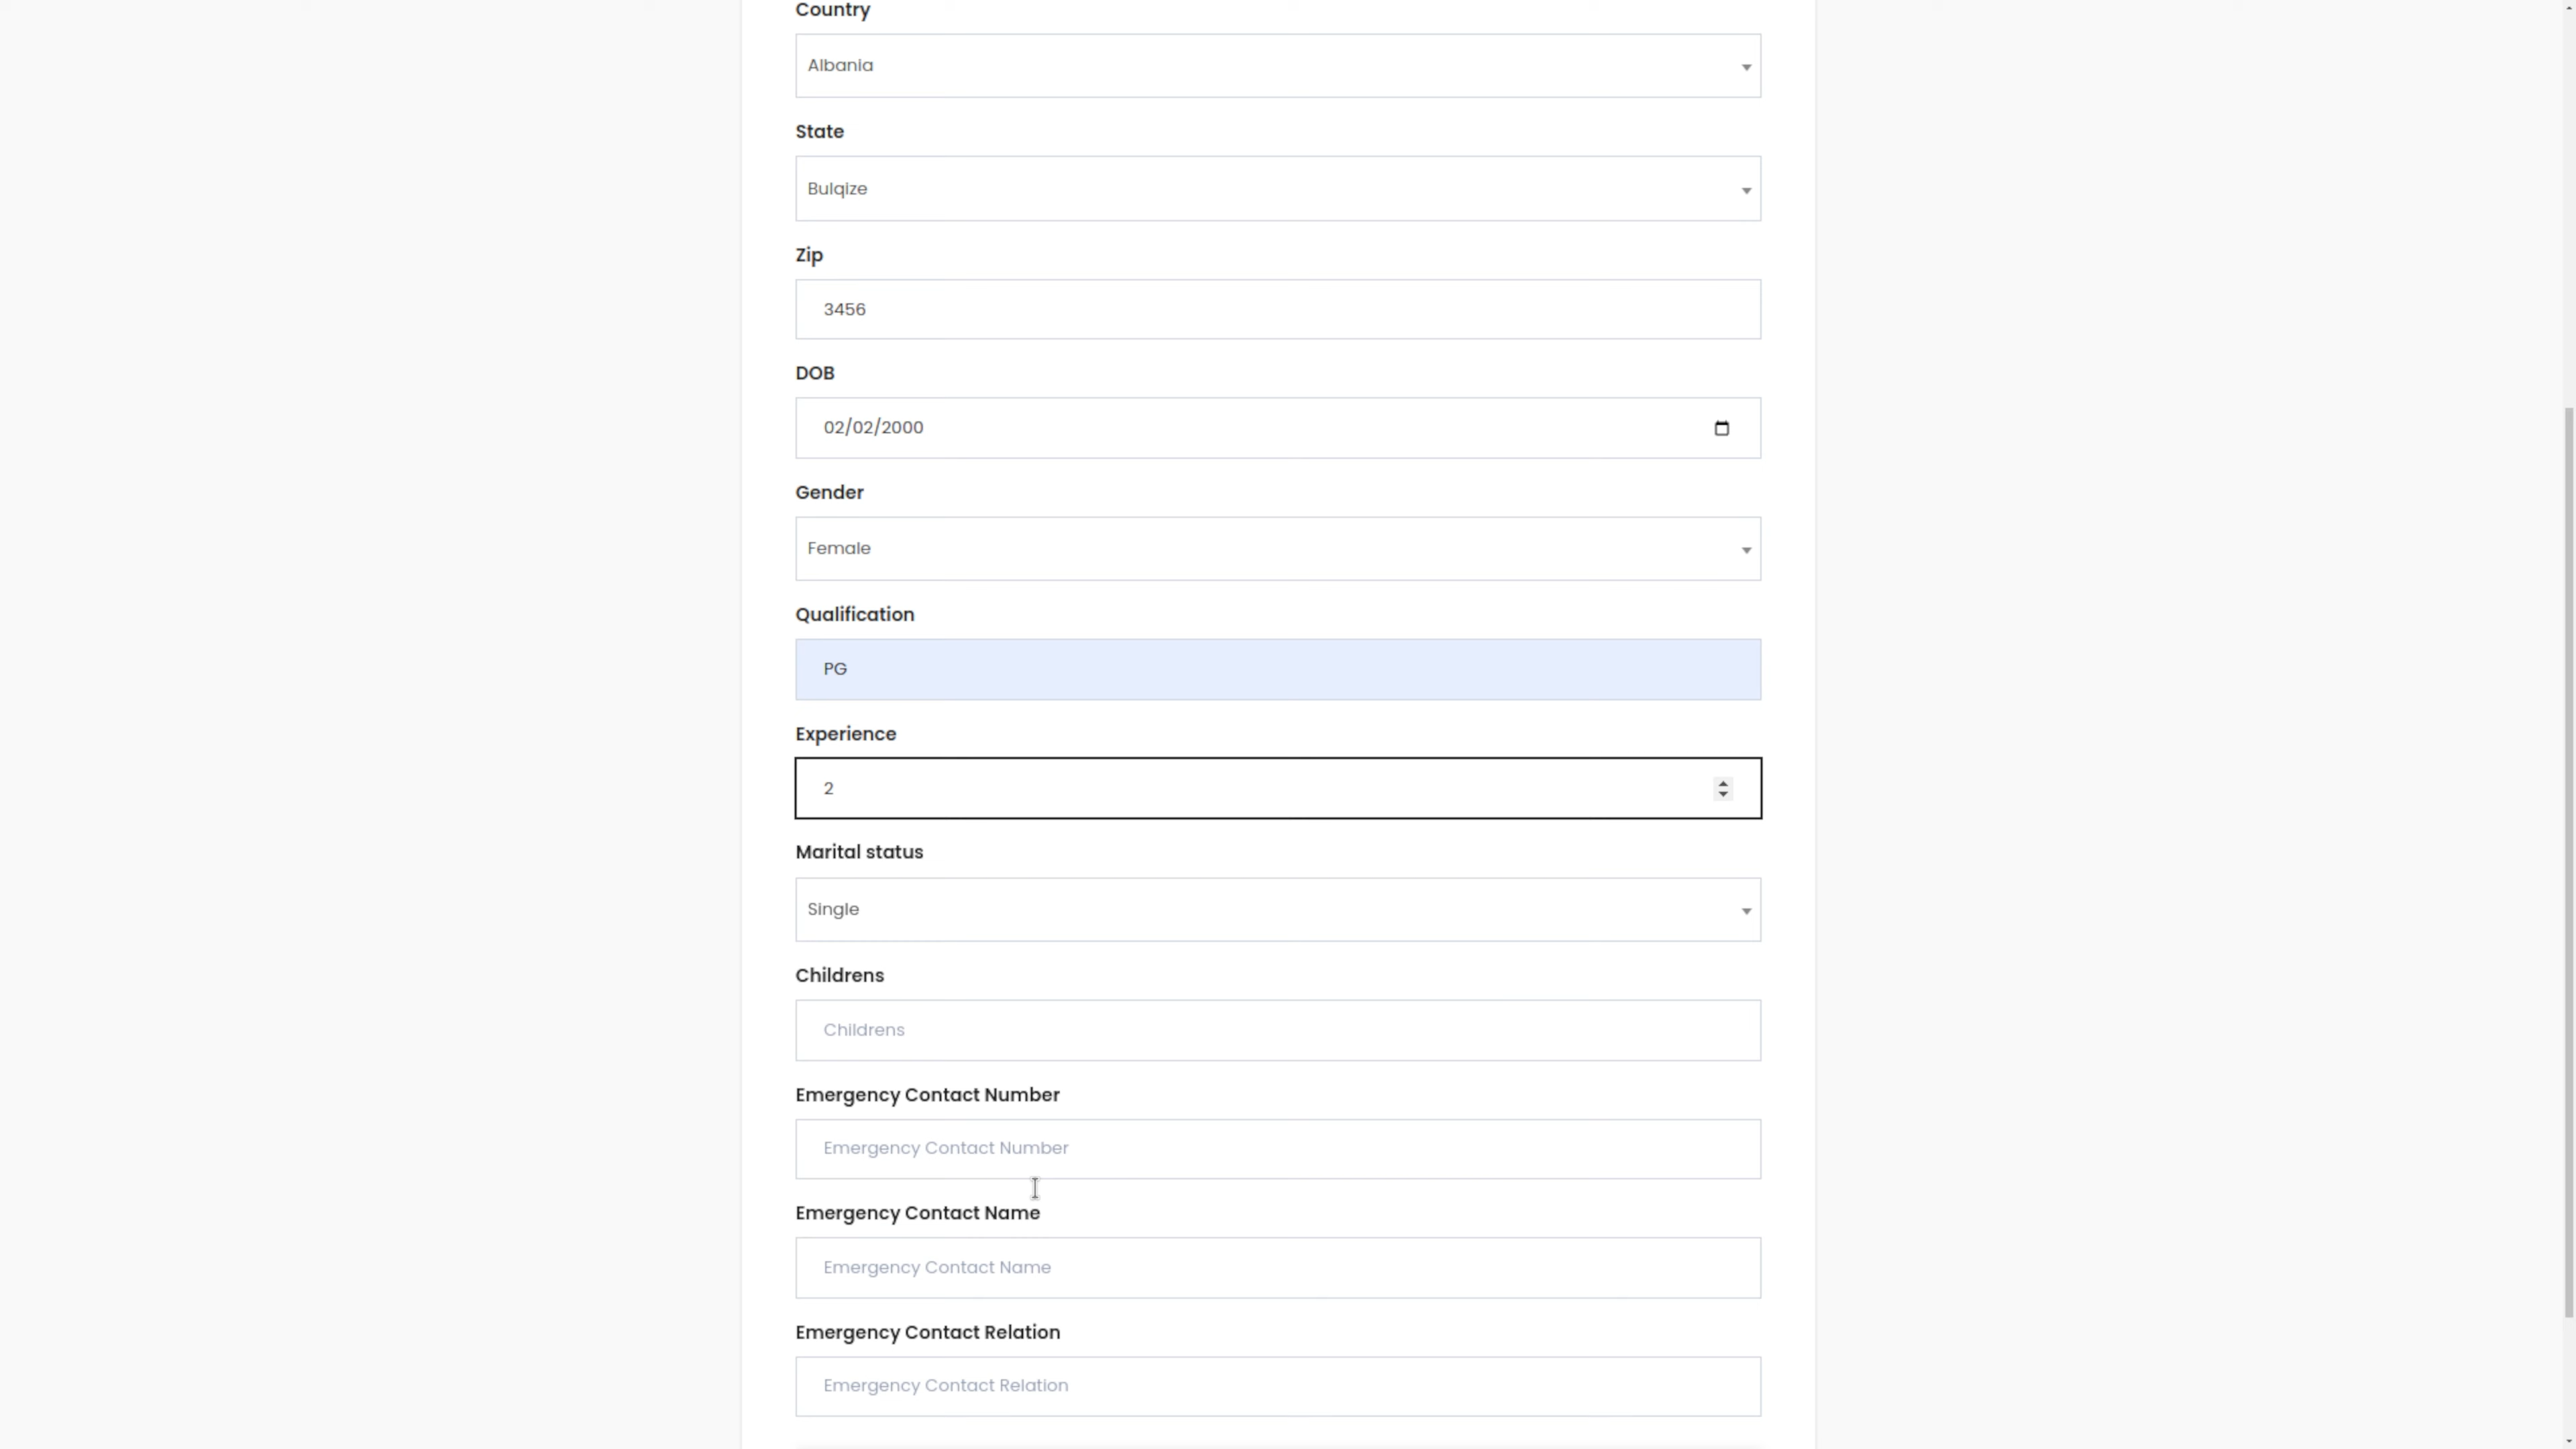 Country
Albania
State
Bulqize
Zip
3456
DOB
02/02/2000
Gender
Female
Qualification
PG
Experience
2
Marital status
Single
Childrens
Childrens
Emergency Contact Number
Emergency Contact Number
Emergency Contact Name
Emergency Contact Name
Emergency Contact Relation
Emergency Contact Relation